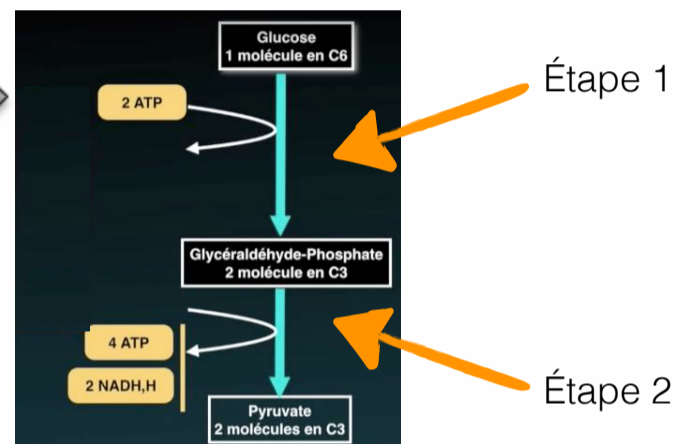 Glucose
1 molécule en C6
Étape 1
2 ATP
Glycéraldéhyde-Phosphate
2 molécule en C3
4 ATP
2 NADH,H
Étape 2
Pyruvate
2 molécules en C3